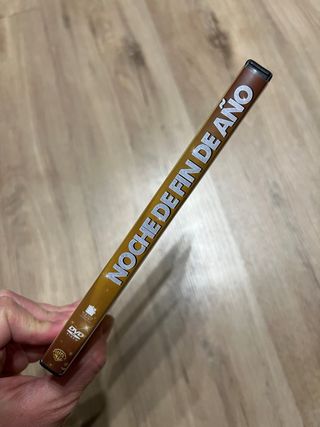 NOCHE DE FIN DE AÑO
DVD